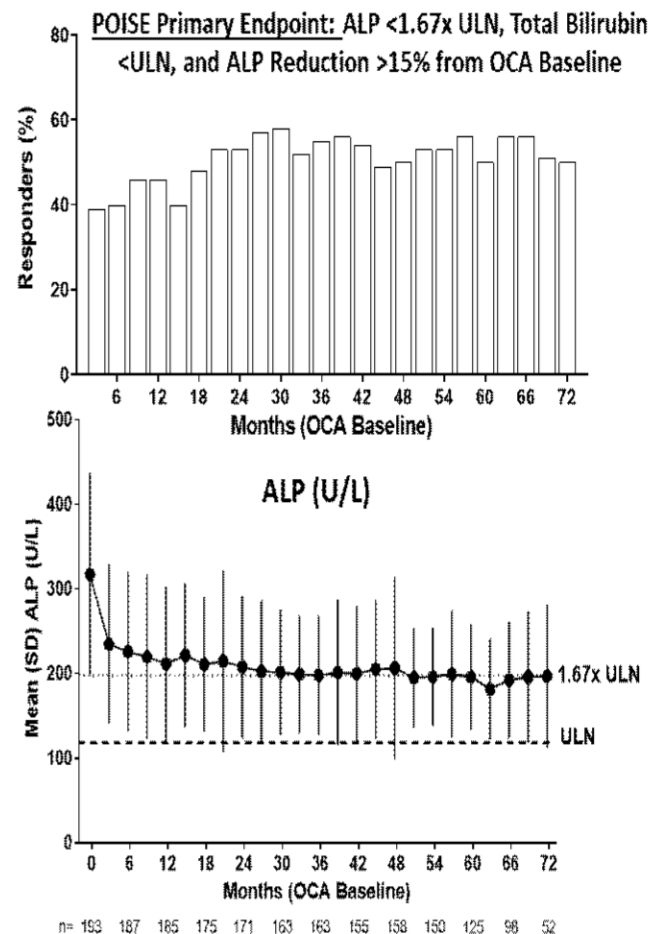 POISE Primary Endpoint: ALP <1.67x ULN, Total Bilirubin
<ULN, and ALP Reduction >15% from OCA Baseline
80
60
40
20
0
Responders (%)
6 12 18 24 30 36 42 48 54 60 66 72
Months (OCA Baseline)
500
400
300
200
100
0
Mean (SD) ALP (U/L)
ALP (U/L)
1.67x ULN
ULN
0 6 12 18 24 30 36 42 48 54 60 66 72
Months (OCA Baseline)
n= 193 187 185 175 171 163 163 155 158 150 125 98 52